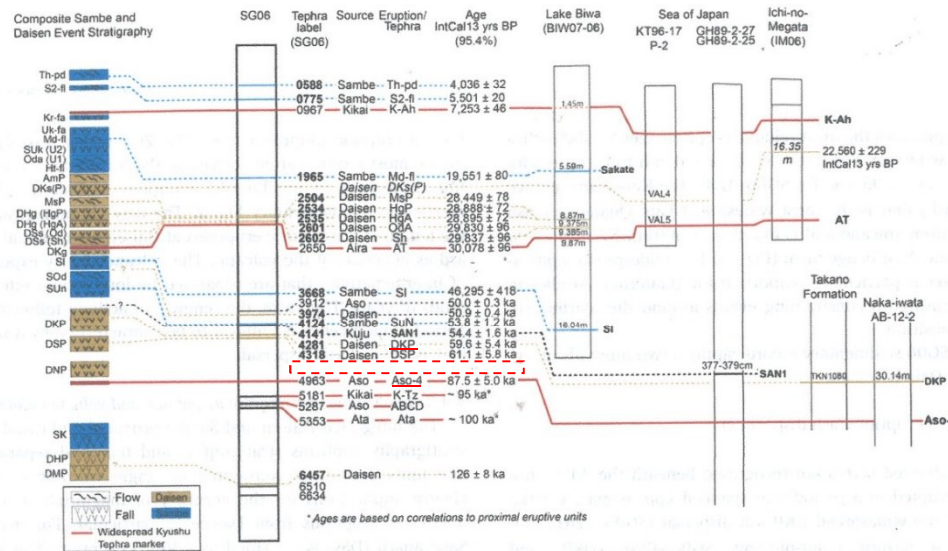 Composite Sambe and
Daisen Event Stratigraphy
SG06
Tephra
label
(SG06)
Source
Eruption/
Tephra
Age
IntCal13 yrs BP
(95.4%)
Lake Biwa
(BIW07-06)
Sea of Japan
KT96-17
P-2
GH89-2-27
GH89-2-25
Ichi-no-
Megata
(IM06)
Th-pd
S2-fl
Kr-fa
Uk-fa
Md-fl
SUk (U2)
Oda (U1)
Ht-fl
AmP
DKs(P)
MsP
DHg (HgP)
DHg (HgA)
DSs (Od)
DSs (Sh)
DKg
SI
SOd
SUn
?
DKP
DSP
DNP
SK
DHP
DMP
0588 Sambe Th-pd 4,036 ± 32
0775 Sambe S2-fl 5,501 ± 20
0967 Kikai K-Ah 7,253 ± 46
1965 Sambe Md-fl 19,551 ± 80
Daisen DKs(P)
2504 Daisen MsP 28,449 ± 78
2534 Daisen HgP 28,888 ± 72
2535 Daisen HgA 28,895 ± 72
2601 Daisen OdA 29,830 ± 96
2602 Daisen Sh 29,837 ± 96
2650 Aira AT 30,078 ± 96
3668 Sambe SI 46,295 ± 418
3912 Aso 50.0 ± 0.3 ka
3974 Daisen 50.9 ± 0.4 ka
4124 Sambe SuN 53.8 ± 1.2 ka
4141 Kuju SAN1 54.4 ± 1.6 ka
4281 Daisen DKP 59.6 ± 5.4 ka
4318 Daisen DSP 61.1 ± 5.8 ka
4963 Aso Aso-4 87.5 ± 5.0 ka
5181 Kikai K-Tz ~ 95 ka*
5287 Aso ABCD
5353 Ata Ata ~ 100 ka*
6457 Daisen 126 ± 8 ka
6510
6834
1.45m
5.59m
Sakate
8.87m
9.375m
9.385m
9.87m
16.04m
SI
VAL4
VAL5
16.35
m
K-Ah
22.560 ± 229
IntCal13 yrs BP
AT
Takano
Formation
Naka-iwata
AB-12-2
377-379cm
SAN1
TKN1080
30.14m
DKP
Aso-
Flow
Fall
Daisen
Sambe
Widespread Kyushu
Tephra marker
* Ages are based on correlations to proximal eruptive units